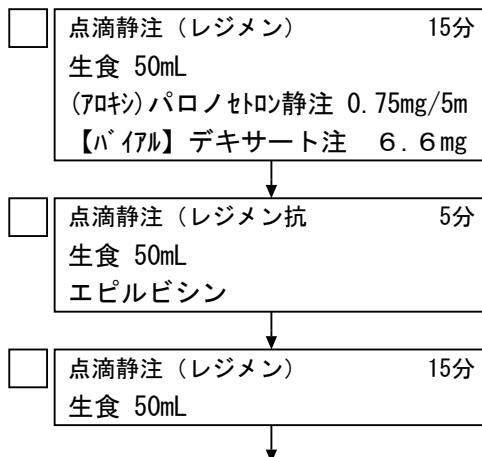 点滴静注（レジメン） 15分
生食 50mL
(ｱﾛｷｼ)パロノｾﾄﾛﾝ静注 0.75mg/5m
【ﾊﾞｲｱﾙ】デキサート注 ６.６mg
点滴静注（レジメン抗 5分
生食 50mL
エピルビシン
点滴静注（レジメン） 15分
生食 50mL